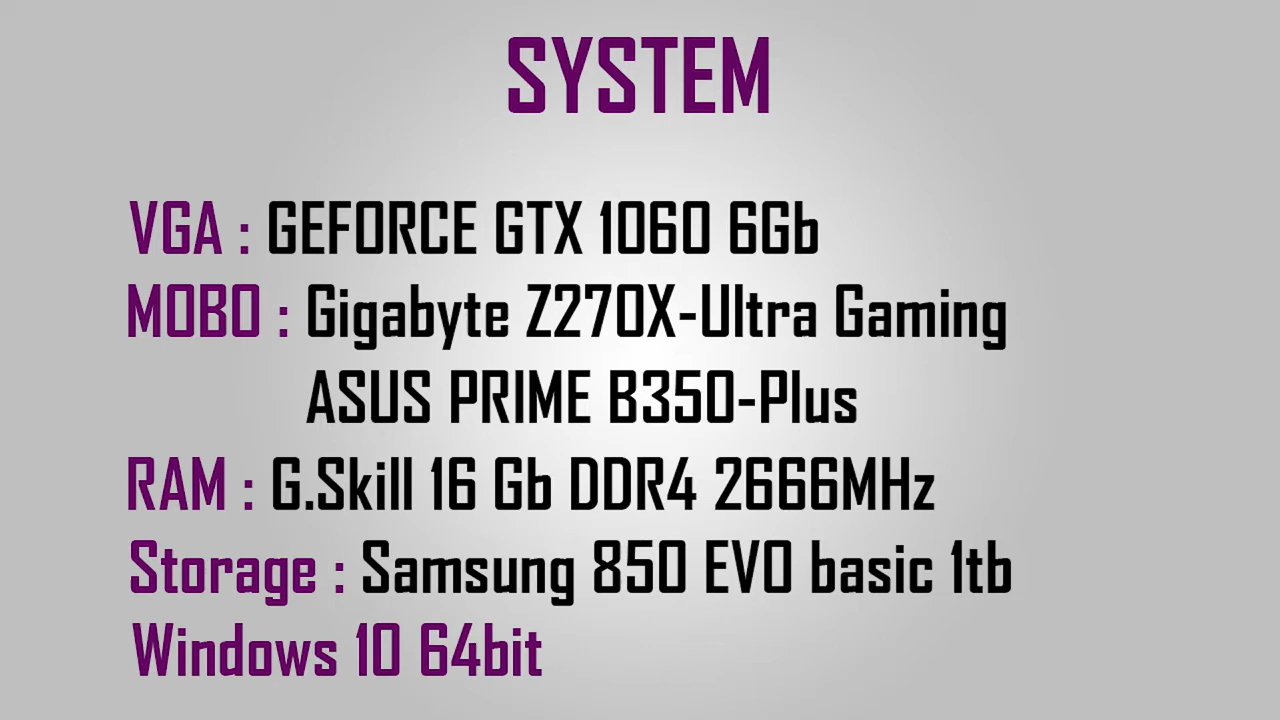 SYSTEM
VGA : GEFORCE GTX 1060 6Gb
MOBO : Gigabyte Z270X-Ultra Gaming
ASUS PRIME B350-Plus
RAM : G.Skill 16 Gb DDR4 2666MHz
Storage : Samsung 850 EVO basic 1tb
Windows 10 64bit